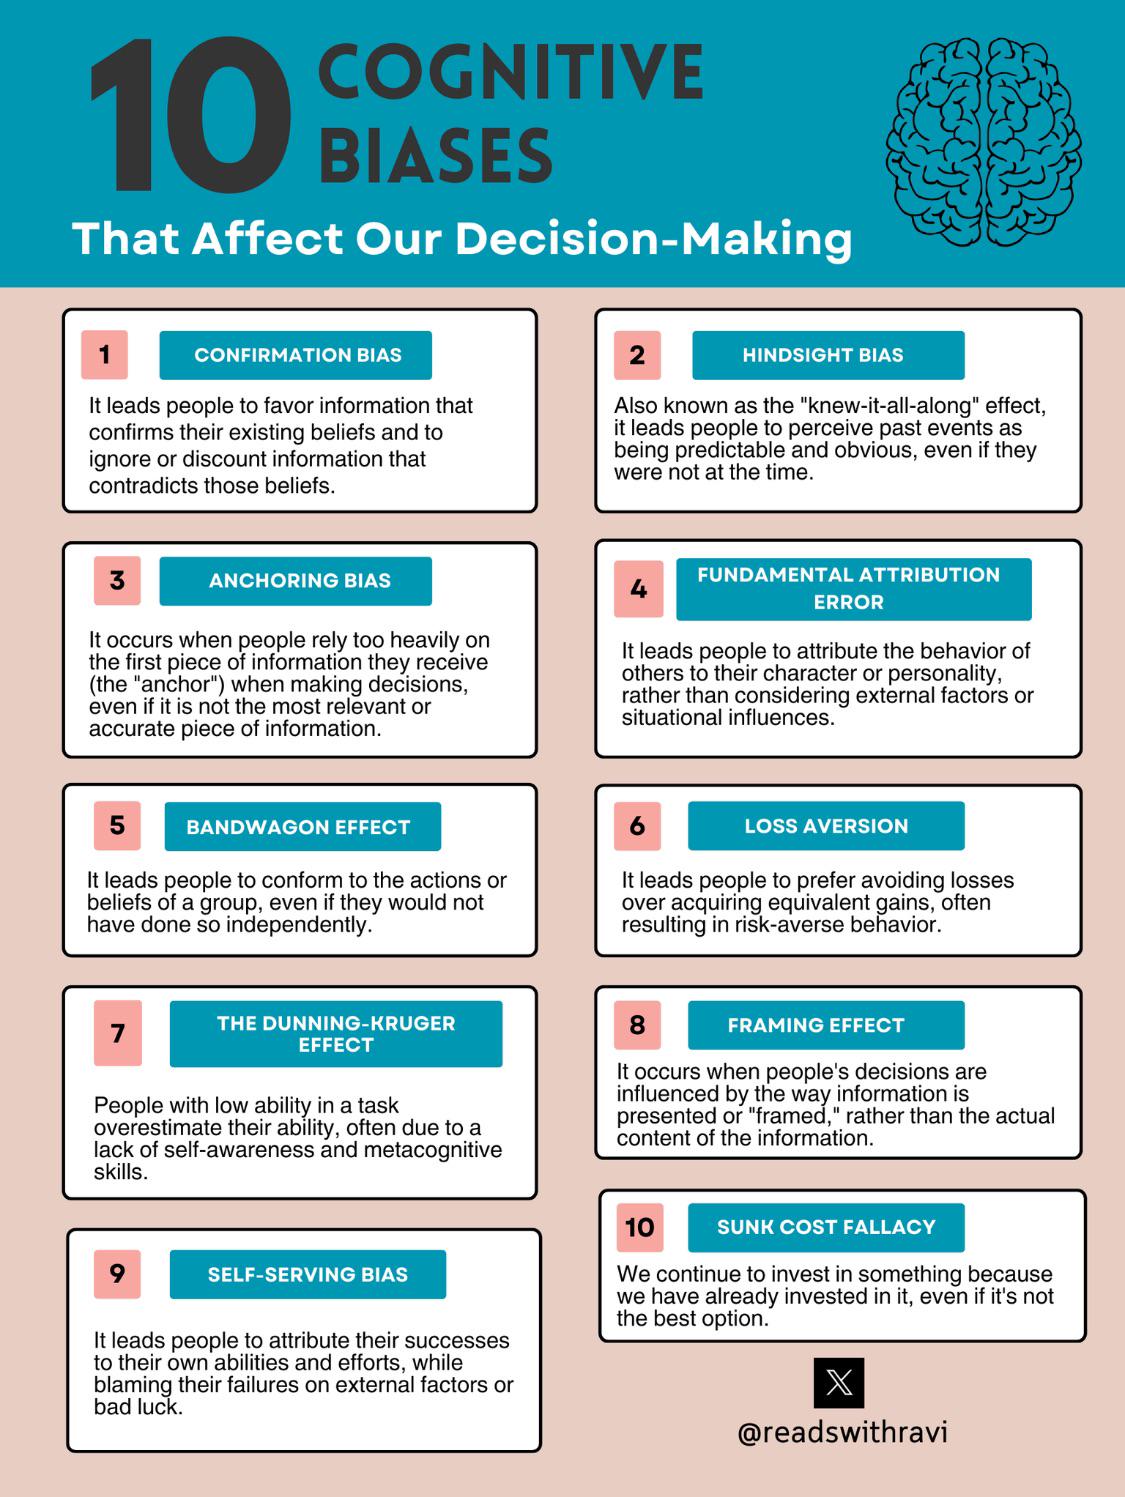 10 COGNITIVE
BIASES
That Affect Our Decision-Making
1
CONFIRMATION BIAS
It leads people to favor information that
confirms their existing beliefs and to
ignore or discount information that
contradicts those beliefs.
2
HINDSIGHT BIAS
Also known as the "knew-it-all-along" effect,
it leads people to perceive past events as
being predictable and obvious, even if they
were not at the time.
3
ANCHORING BIAS
It occurs when people rely too heavily on
the first piece of information they receive
(the "anchor") when making decisions,
even if it is not the most relevant or
accurate piece of information.
4
FUNDAMENTAL ATTRIBUTION
ERROR
It leads people to attribute the behavior of
others to their character or personality,
rather than considering external factors or
situational influences.
5
BANDWAGON EFFECT
It leads people to conform to the actions or
beliefs of a group, even if they would not
have done so independently.
6
LOSS AVERSION
It leads people to prefer avoiding losses
over acquiring equivalent gains, often
resulting in risk-averse behavior.
7
THE DUNNING-KRUGER
EFFECT
People with low ability in a task
overestimate their ability, often due to a
lack of self-awareness and metacognitive
skills.
8
FRAMING EFFECT
It occurs when people's decisions are
influenced by the way information is
presented or "framed," rather than the actual
content of the information.
9
SELF-SERVING BIAS
It leads people to attribute their successes
to their own abilities and efforts, while
blaming their failures on external factors or
bad luck.
10
SUNK COST FALLACY
We continue to invest in something because
we have already invested in it, even if it's not
the best option.
X
@readswithravi